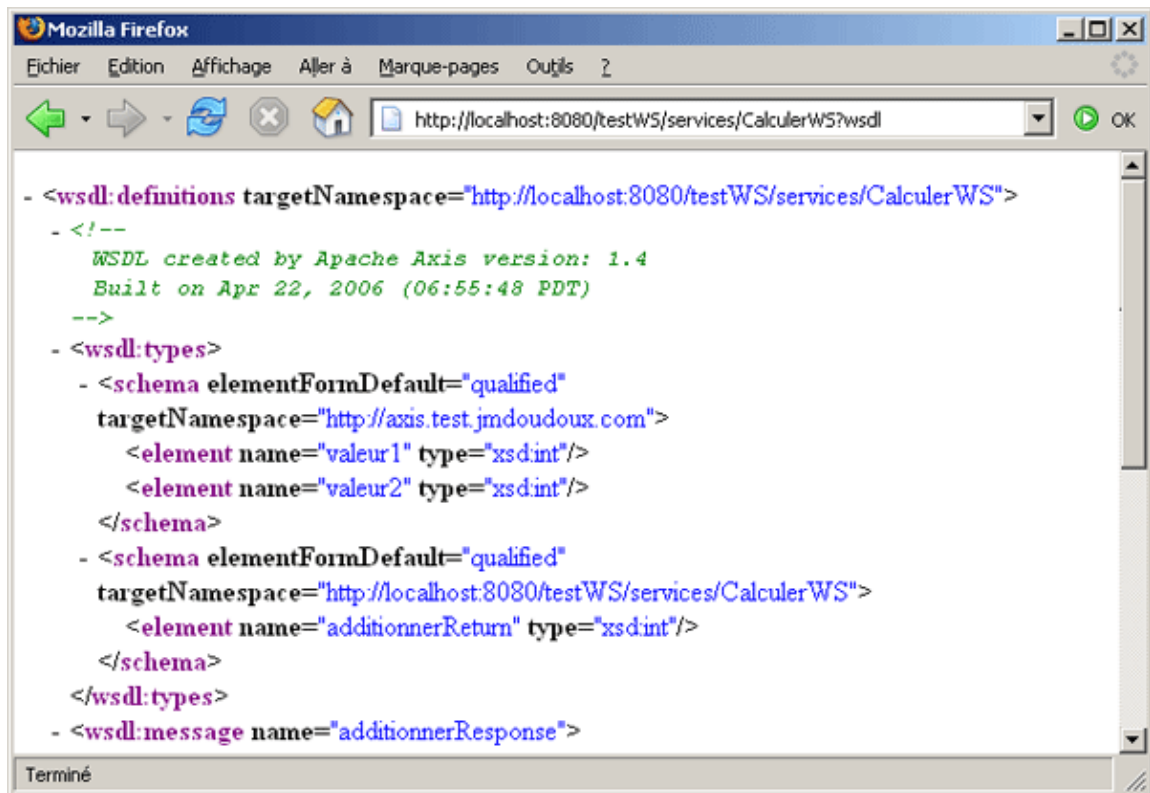 Mozilla Firefox
Fichier Edition Affichage Aller à Marque-pages Outils ?
http://localhost:8080/testWS/services/CalculerWS?wsdl OK
- <wsdl:definitions targetNamespace="http://localhost:8080/testWS/services/CalculerWS">
- <!--
WSDL created by Apache Axis version: 1.4
Built on Apr 22, 2006 (06:55:48 PDT)
-->
- <wsdl:types>
- <schema elementFormDefault="qualified"
targetNamespace="http://axis.test.jmdoudoux.com">
<element name="valeur1" type="xsd:int"/>
<element name="valeur2" type="xsd:int"/>
</schema>
- <schema elementFormDefault="qualified"
targetNamespace="http://localhost:8080/testWS/services/CalculerWS">
<element name="additionnerReturn" type="xsd:int"/>
</schema>
</wsdl:types>
- <wsdl:message name="additionnerResponse">
Terminé